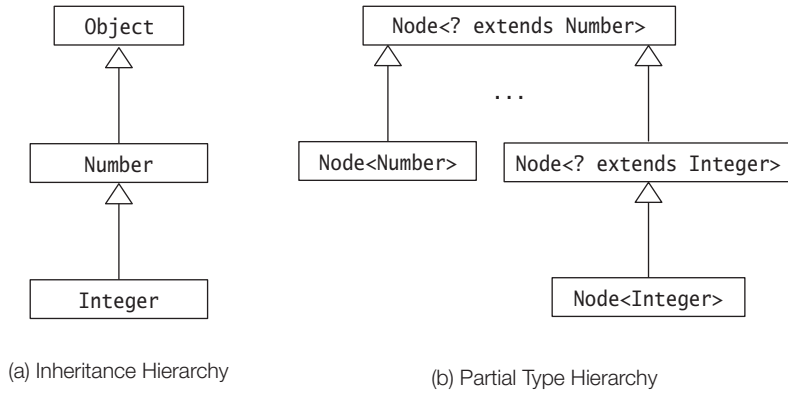 Object
Number
Integer
(a) Inheritance Hierarchy
Node<? extends Number>
...
Node<Number>
Node<? extends Integer>
Node<Integer>
(b) Partial Type Hierarchy